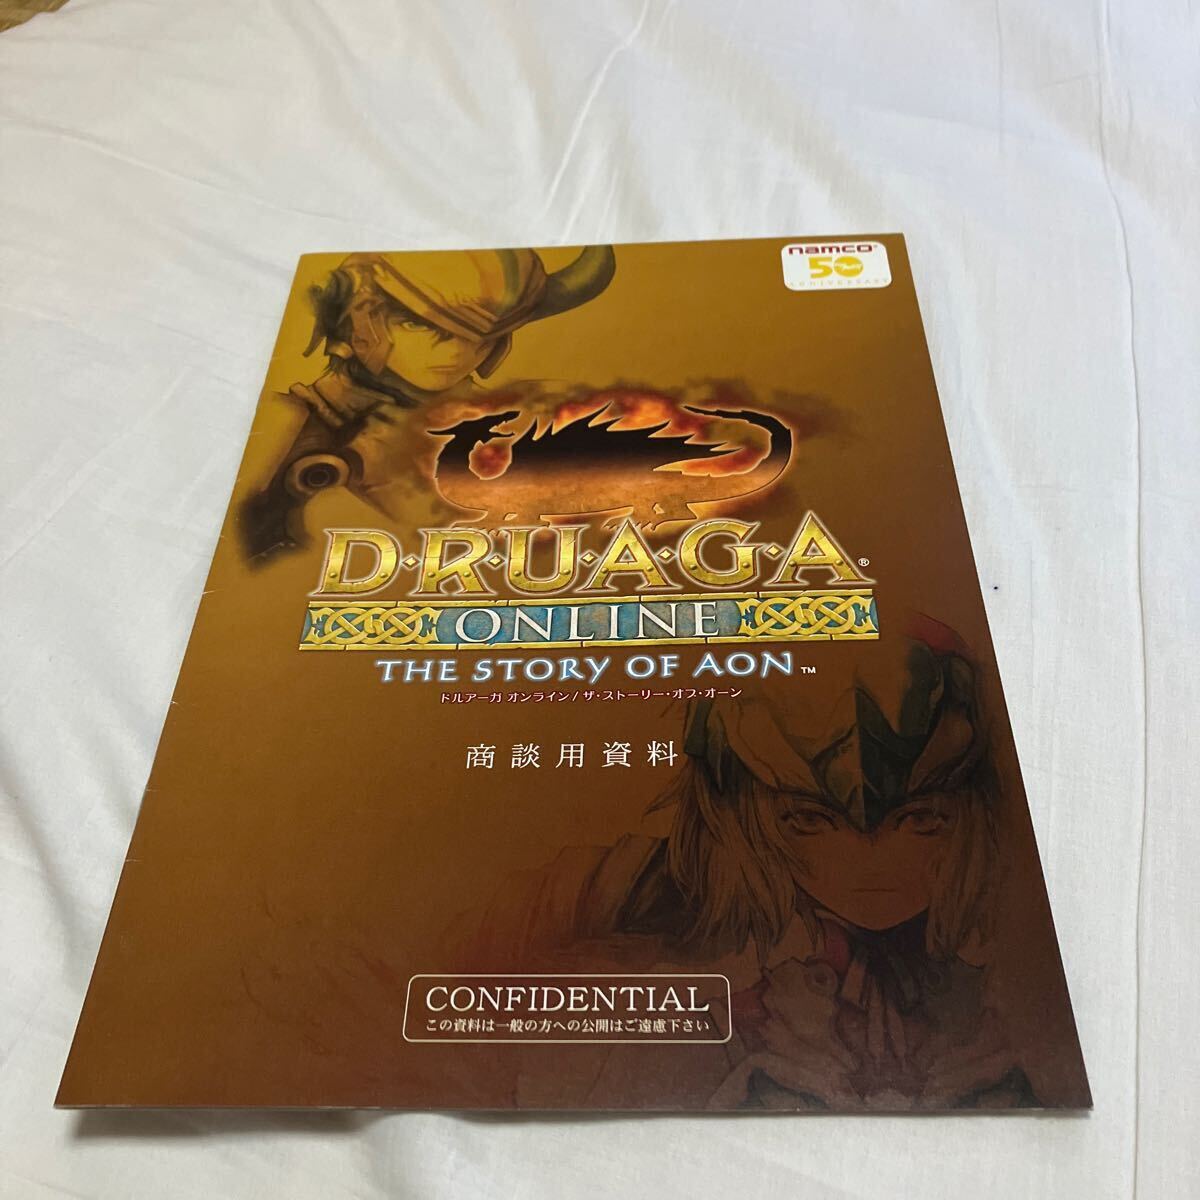 namco®
50
ANNIVERSARY
D·R·U·A·G·A®
ONLINE
THE STORY OF AON™
ドルアーガ オンライン / ザ・ストーリー・オブ・オーン
商談用資料
CONFIDENTIAL
この資料は一般の方への公開はご遠慮下さい